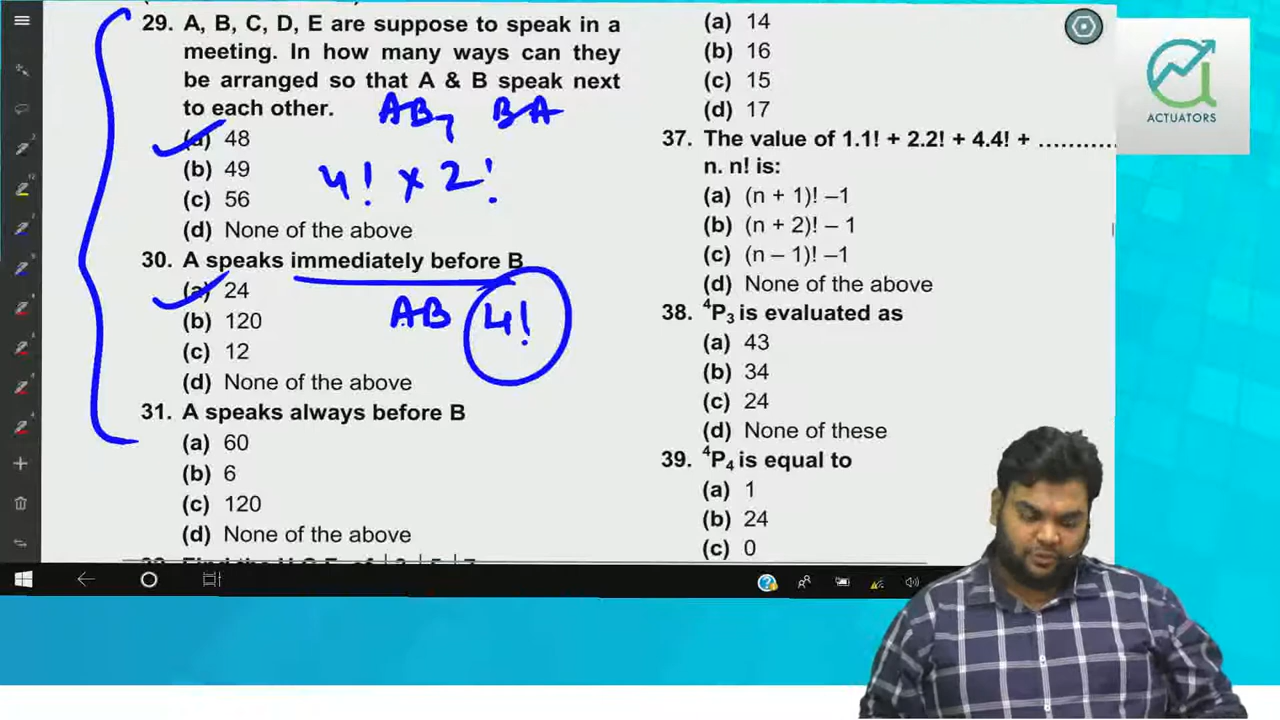 29. A, B, C, D, E are suppose to speak in a
meeting. In how many ways can they
be arranged so that A & B speak next
to each other.
AB, BA
(a) 48
(b) 49
4! x 2!
(c) 56
(d) None of the above
30. A speaks immediately before B
(a) 24
AB 4!
(b) 120
(c) 12
(d) None of the above
31. A speaks always before B
(a) 60
(b) 6
(c) 120
(d) None of the above
(a) 14
(b) 16
(c) 15
(d) 17
37. The value of 1.1! + 2.2! + 4.4! + ..............
n. n! is:
(a) (n + 1)! –1
(b) (n + 2)! – 1
(c) (n – 1)! –1
(d) None of the above
38. ⁴P₃ is evaluated as
(a) 43
(b) 34
(c) 24
(d) None of these
39. ⁴P₄ is equal to
(a) 1
(b) 24
(c) 0
ACTUATORS